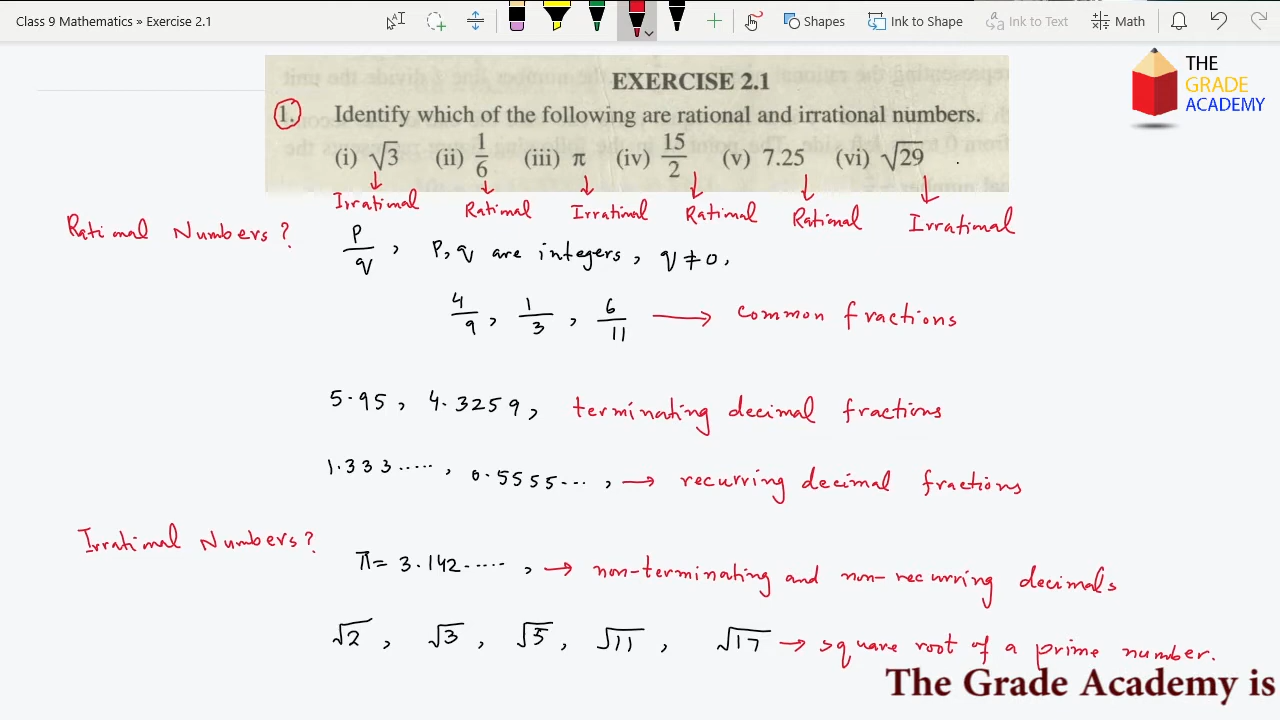 Class 9 Mathematics » Exercise 2.1
Shapes Ink to Shape Ink to Text Math
THE
GRADE
ACADEMY
EXERCISE 2.1
1. Identify which of the following are rational and irrational numbers.
(i) √3 (ii) 1/6 (iii) π (iv) 15/2 (v) 7.25 (vi) √29
Irrational Rational Irrational Rational Rational Irrational
Rational Numbers? p/q, P, q are integers, q ≠ 0,
4/9, 1/3, 6/11 → common fractions
5.95, 4.3259, terminating decimal fractions
1.333....., 0.5555..., → recurring decimal fractions
Irrational Numbers?
π = 3.142....., → non-terminating and non-recurring decimals
√2, √3, √5, √11, √17 → square root of a prime number.
The Grade Academy is